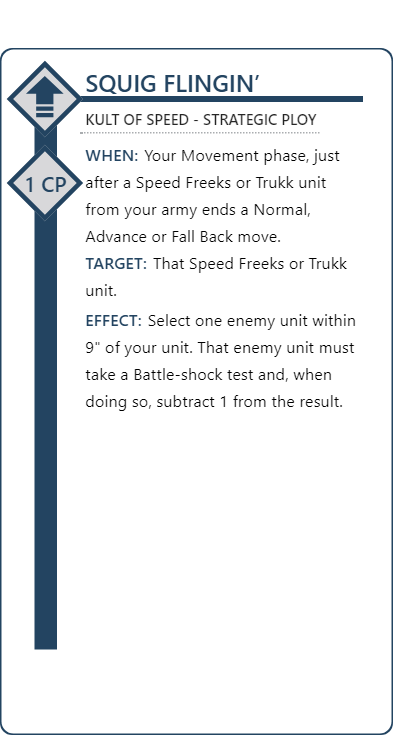 SQUIG FLINGIN’
KULT OF SPEED - STRATEGIC PLOY
1 CP
WHEN: Your Movement phase, just
after a Speed Freeks or Trukk unit
from your army ends a Normal,
Advance or Fall Back move.
TARGET: That Speed Freeks or Trukk
unit.
EFFECT: Select one enemy unit within
9" of your unit. That enemy unit must
take a Battle-shock test and, when
doing so, subtract 1 from the result.